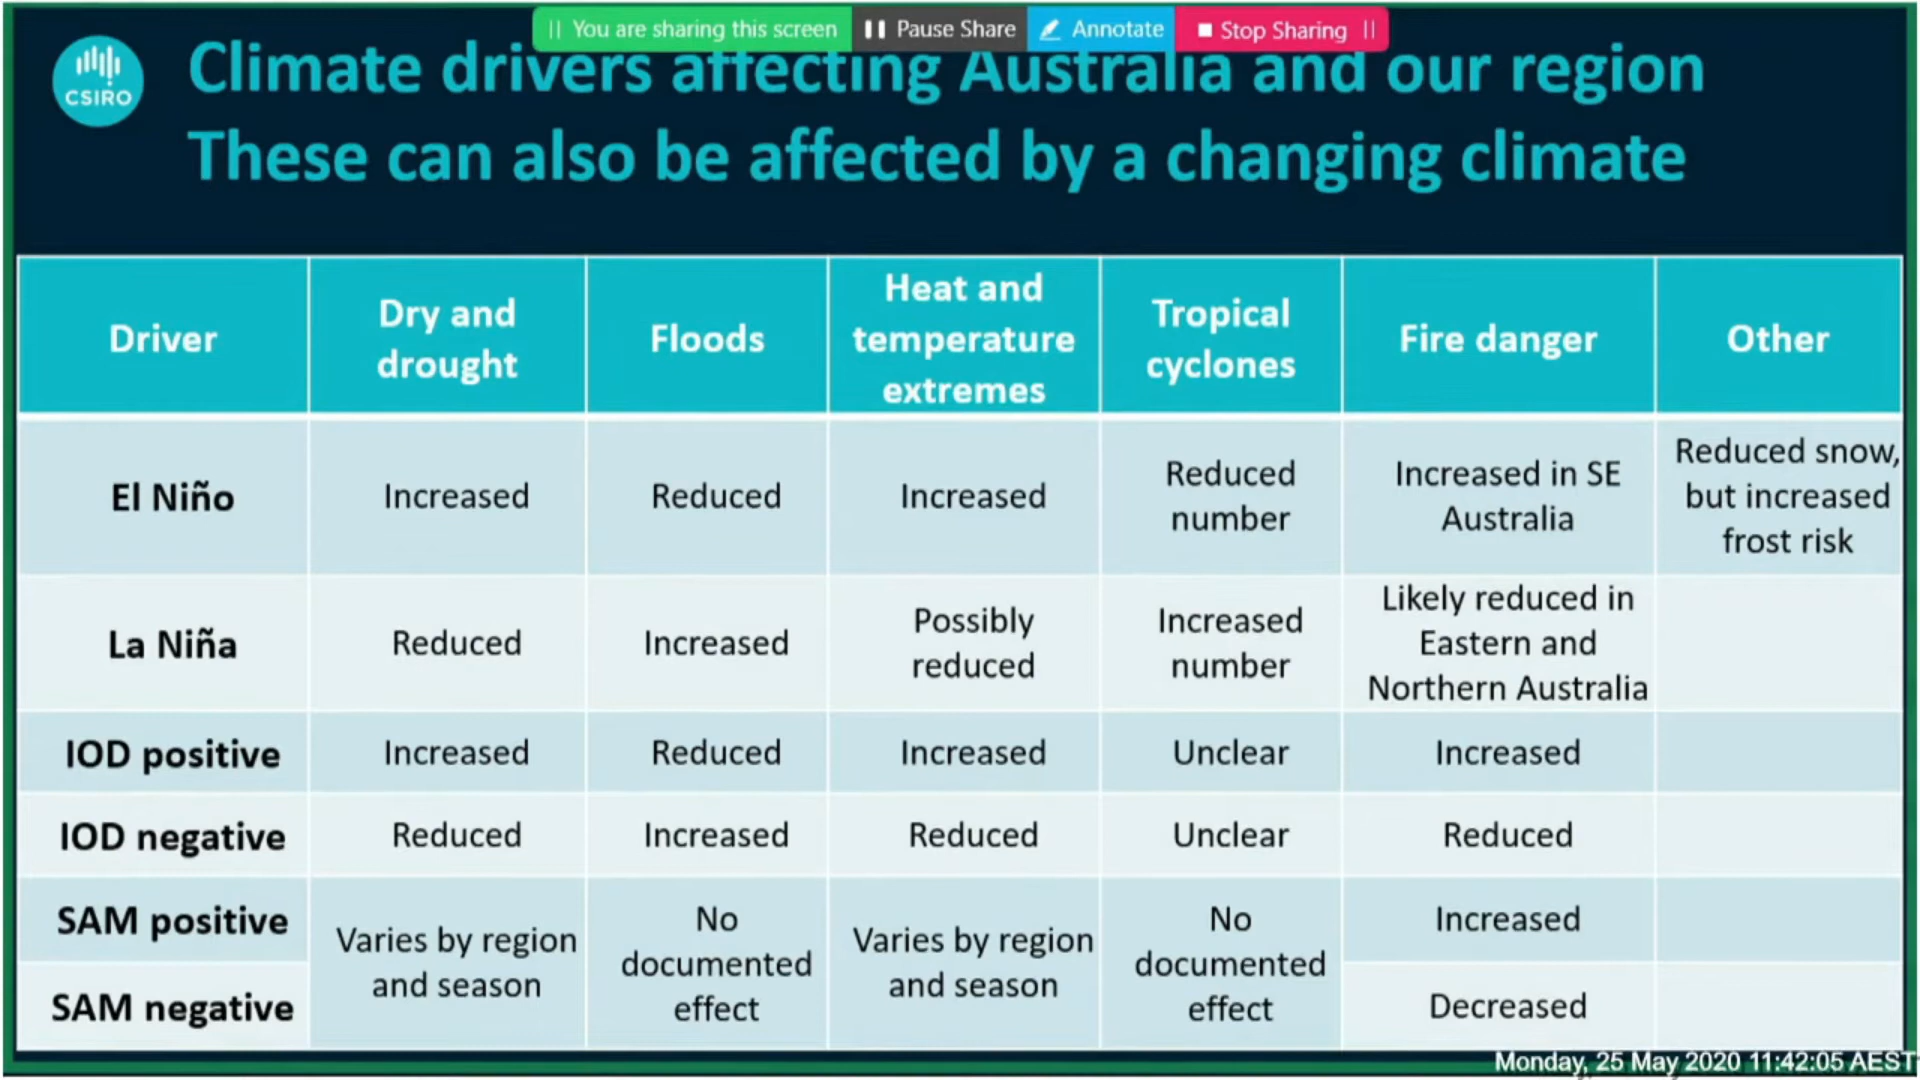 You are sharing this screen
Pause Share
Annotate
Stop Sharing
CSIRO
Climate drivers affecting Australia and our region
These can also be affected by a changing climate
Driver
Dry and
drought
Floods
Heat and
temperature
extremes
Tropical
cyclones
Fire danger
Other
El Niño
Increased
Reduced
Increased
Reduced
number
Increased in SE
Australia
Reduced snow,
but increased
frost risk
La Niña
Reduced
Increased
Possibly
reduced
Increased
number
Likely reduced in
Eastern and
Northern Australia
IOD positive
Increased
Reduced
Increased
Unclear
Increased
IOD negative
Reduced
Increased
Reduced
Unclear
Reduced
SAM positive
SAM negative
Varies by region
and season
No
documented
effect
Varies by region
and season
No
documented
effect
Increased
Decreased
Monday, 25 May 2020 11:42:05 AEST